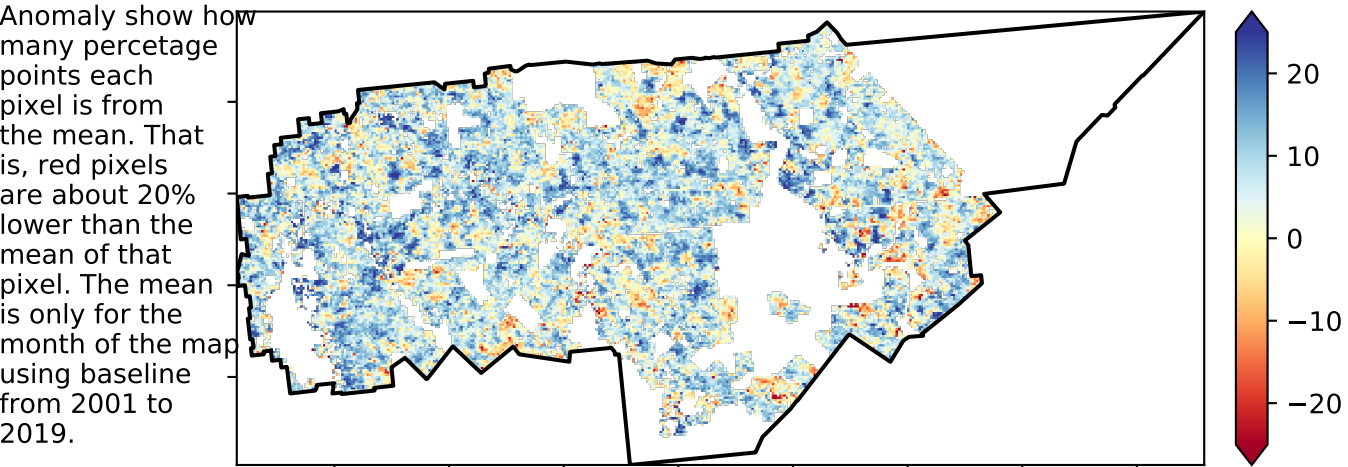 Anomaly show how
many percetage
points each
pixel is from
the mean. That
is, red pixels
are about 20%
lower than the
mean of that
pixel. The mean
is only for the
month of the map
using baseline
from 2001 to
2019.
20
10
0
−10
−20